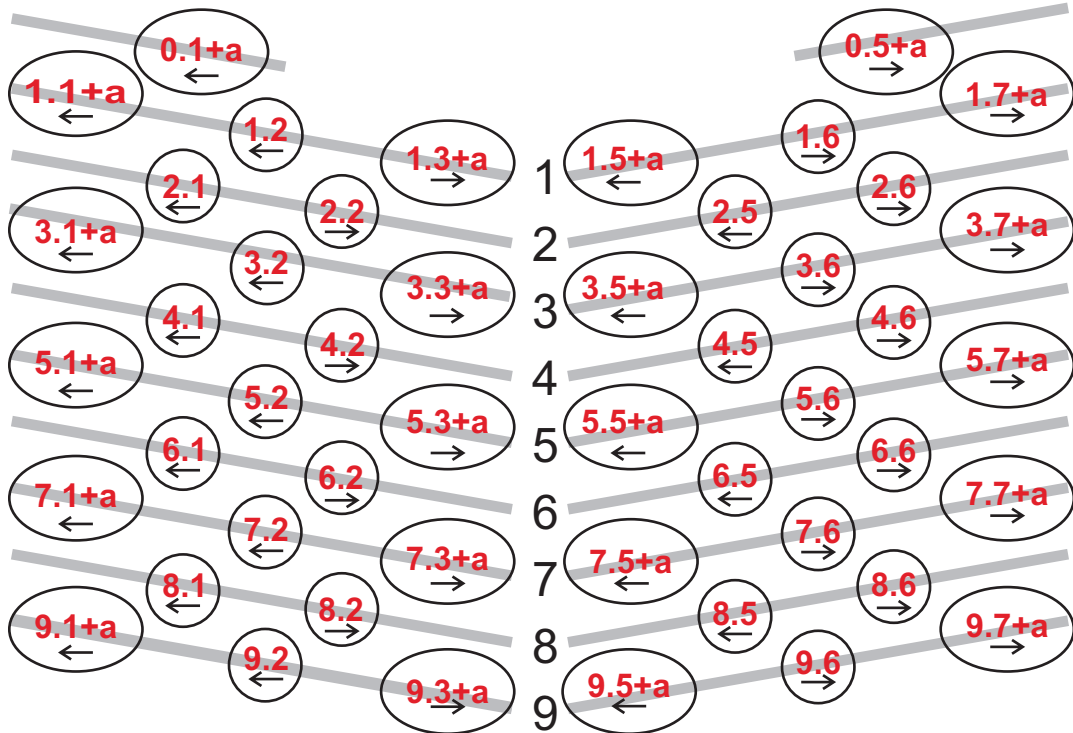 0.1+a 0.5+a
1.1+a 1.7+a
1.2 1.6
1.3+a 1 1.5+a
2.1 2.6
2.2 2 2.5
3.1+a 3.7+a
3.2 3.6
3.3+a 3 3.5+a
4.1 4.6
4.2 4 4.5
5.1+a 5.7+a
5.2 5.6
5.3+a 5 5.5+a
6.1 6.6
6.2 6 6.5
7.1+a 7.7+a
7.2 7.6
7.3+a 7 7.5+a
8.1 8.6
8.2 8 8.5
9.1+a 9.7+a
9.2 9.6
9.3+a 9 9.5+a